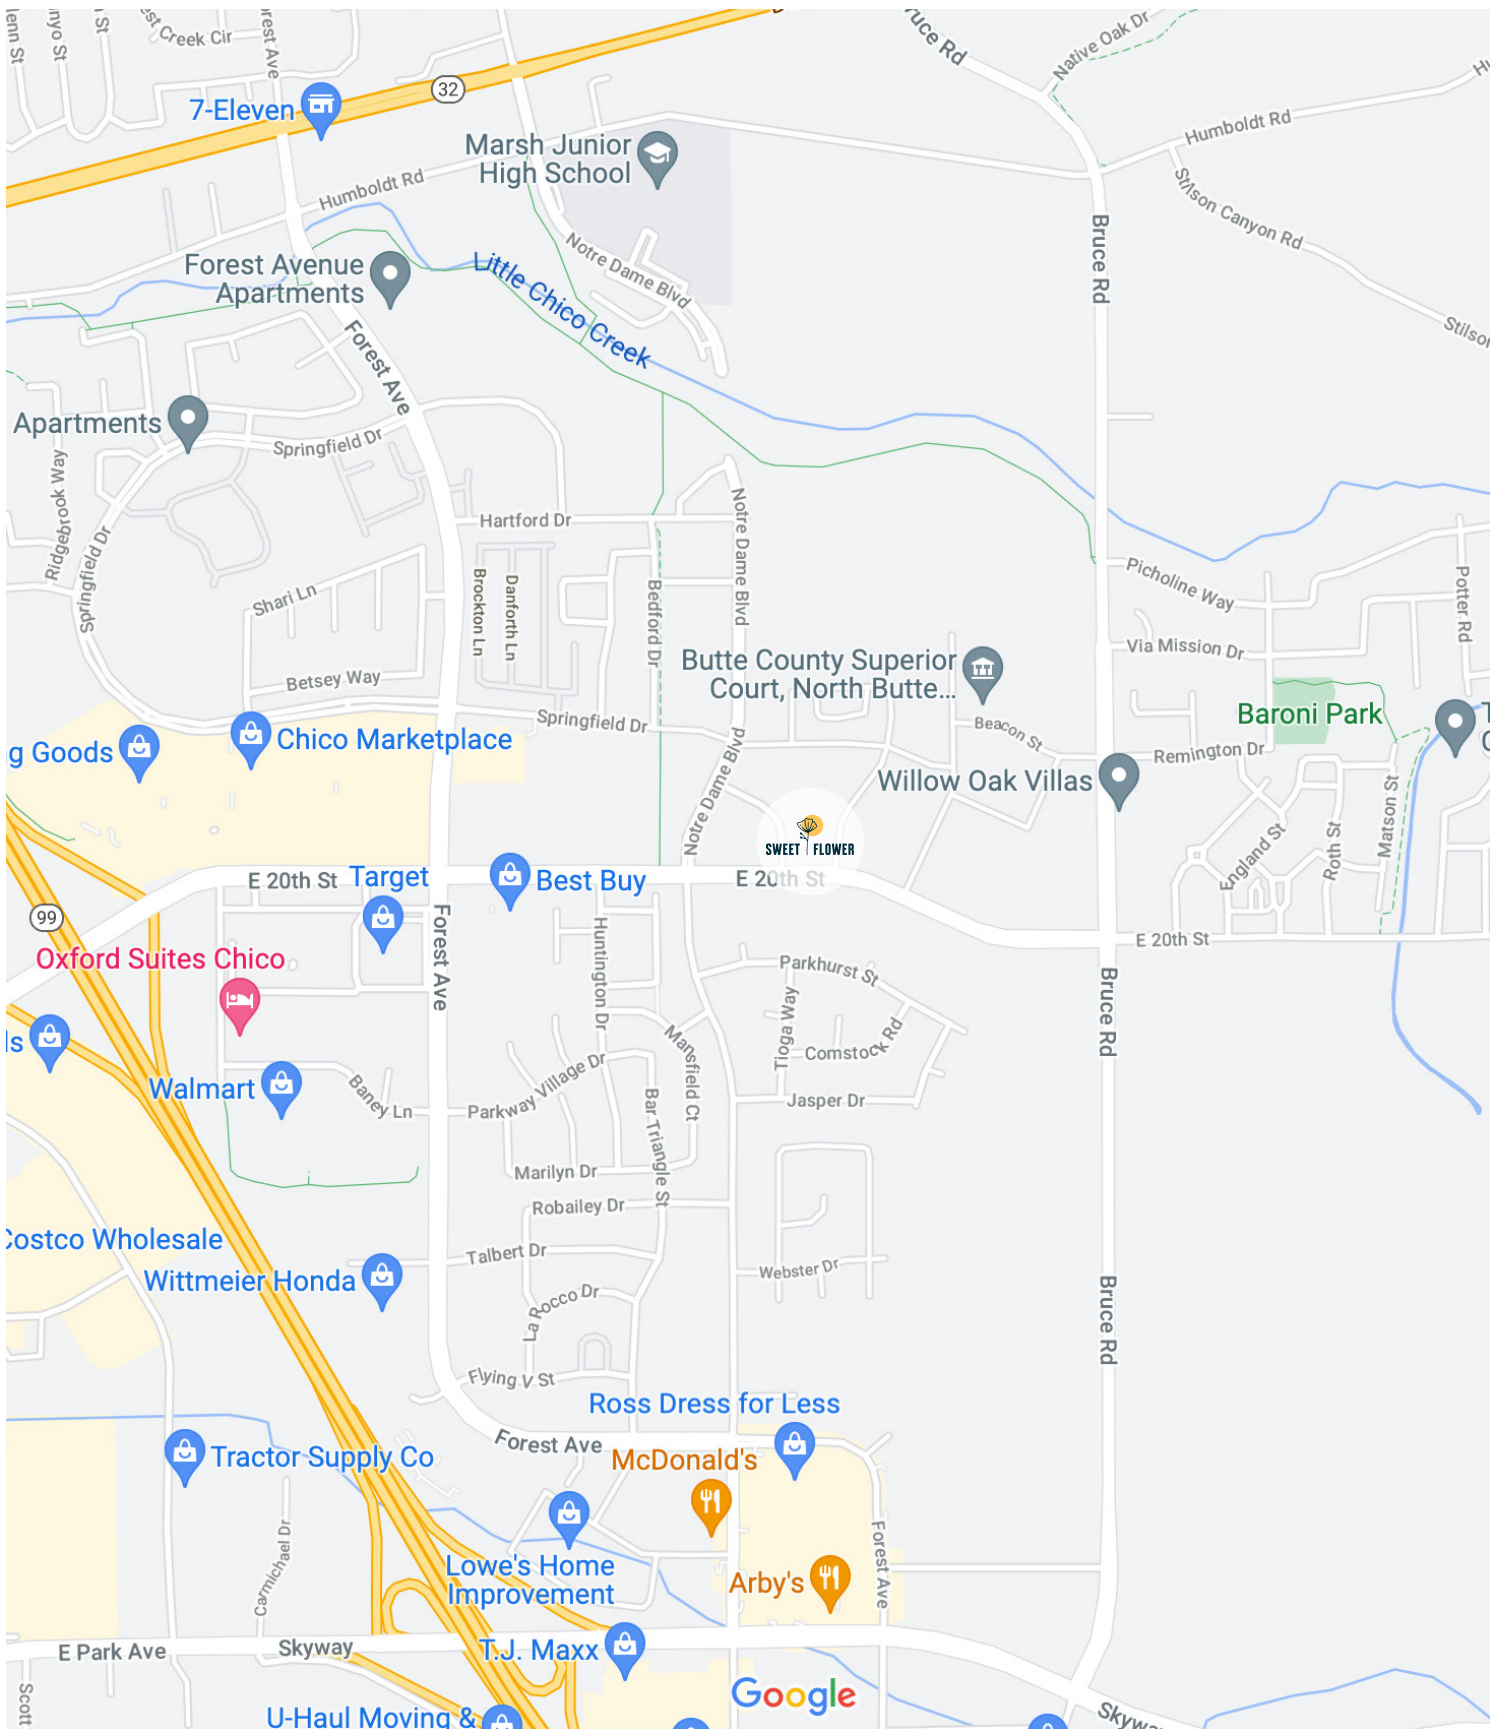 est Creek Cir
orest Ave
Bruce Rd
Native Oak Dr
32
7-Eleven
Humboldt Rd
Marsh Junior
High School
Humboldt Rd
Stilson Canyon Rd
Notre Dame Blvd
Bruce Rd
Forest Avenue
Apartments
Little Chico Creek
Forest Ave
Apartments
Springfield Dr
Ridgebrook Way
Springfield Dr
Hartford Dr
Notre Dame Blvd
Shari Ln
Brockton Ln
Danforth Ln
Bedford Dr
Picholine Way
Potter Rd
Via Mission Dr
Betsey Way
Butte County Superior
Court, North Butte...
Springfield Dr
Beacon St
Baroni Park
g Goods
Chico Marketplace
Notre Dame Blvd
Remington Dr
Willow Oak Villas
Matson St
England St
Roth St
SWEET FLOWER
E 20th St
Target
Best Buy
E 20th St
99
Forest Ave
E 20th St
Oxford Suites Chico
Huntington Dr
Parkhurst St
Bruce Rd
Tioga Way
Comstock Rd
ls
Walmart
Baney Ln
Parkway Village Dr
Mansfield Ct
Bar Triangle St
Jasper Dr
Marilyn Dr
Robailey Dr
Costco Wholesale
Talbert Dr
Wittmeier Honda
Webster Dr
Bruce Rd
La Rocco Dr
Flying V St
Ross Dress for Less
Forest Ave
Tractor Supply Co
McDonald's
Carmichael Dr
Lowe's Home
Improvement
Arby's
Forest Ave
E Park Ave
Skyway
T.J. Maxx
Scott
Google
U-Haul Moving &
Skyway